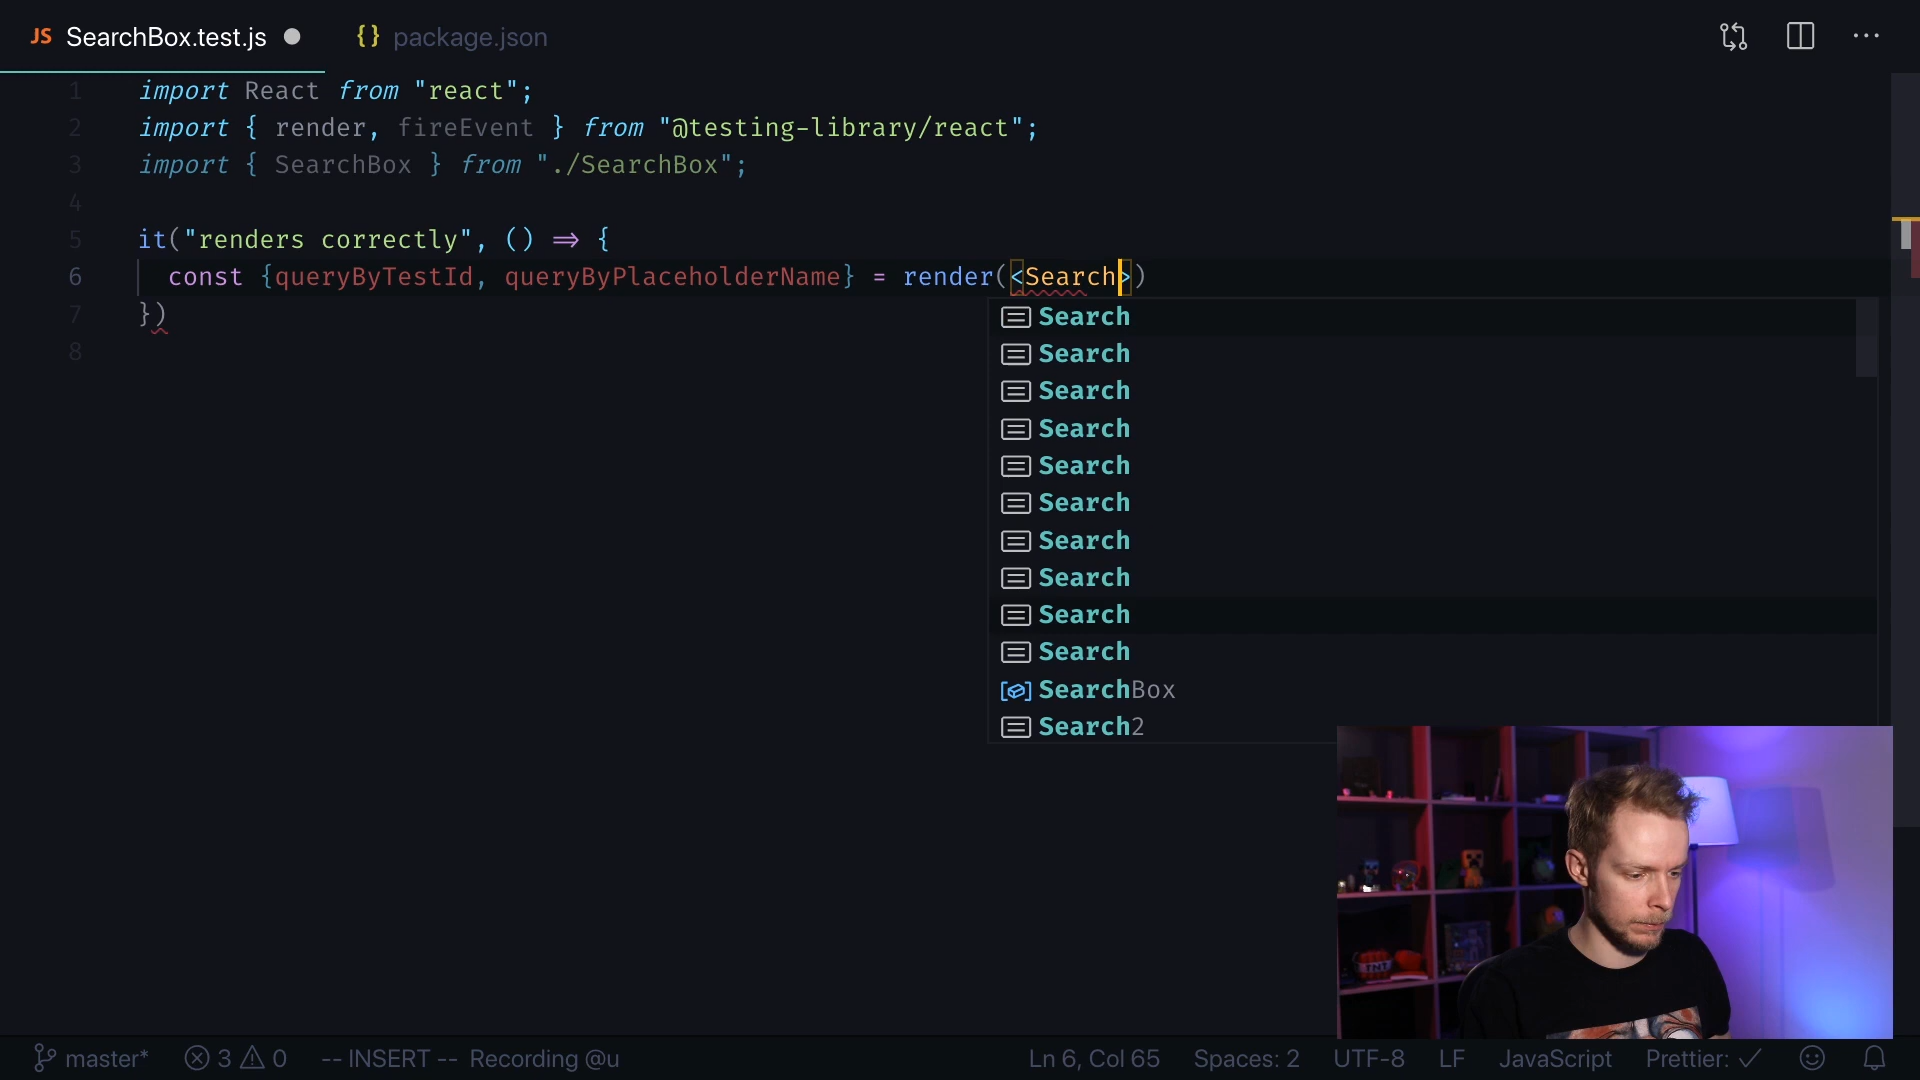 JS SearchBox.test.js {} package.json
1 import React from "react";
2 import { render, fireEvent } from "@testing-library/react";
3 import { SearchBox } from "./SearchBox";
4
5 it("renders correctly", () => {
6 const {queryByTestId, queryByPlaceholderName} = render(<Search>)
7 })
8
Search
Search
Search
Search
Search
Search
Search
Search
Search
Search
SearchBox
Search2
TNT
master* 3 0 -- INSERT -- Recording @u Ln 6, Col 65 Spaces: 2 UTF-8 LF JavaScript Prettier: ✓